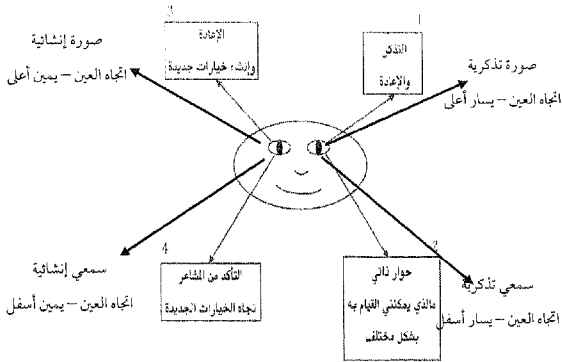 3
الإعادة
وإنشاء خيارات جديدة
1
التذكر
والإعادة
صورة إنشائية
اتجاه العين – يمين أعلى
صورة تذكرية
اتجاه العين – يسار أعلى
4
التأكد من المشاعر
تجاه الخيارات الجديدة
2
حوار ذاتي
مالذي يمكنني القيام به
بشكل مختلف
سمعي إنشائية
اتجاه العين – يمين أسفل
سمعي تذكرية
اتجاه العين – يسار أسفل